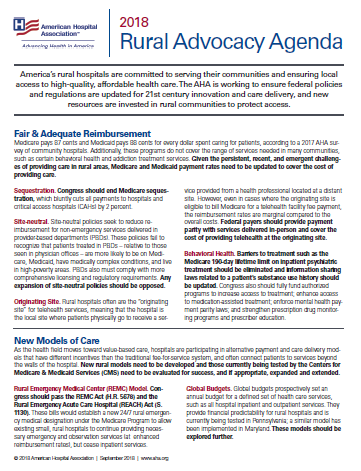 American Hospital
Association™
Advancing Health in America
2018
Rural Advocacy Agenda
America's rural hospitals are committed to serving their communities and ensuring local
access to high-quality, affordable health care. The AHA is working to ensure federal policies
and regulations are updated for 21st century innovation and care delivery, and new
resources are invested in rural communities to protect access.
Fair & Adequate Reimbursement
Medicare pays 87 cents and Medicaid pays 88 cents for every dollar spent caring for patients, according to a 2017 AHA sur-
vey of community hospitals. Additionally, these programs do not cover the range of services needed in many communities,
such as certain behavioral health and addiction treatment services. Given the persistent, recent, and emergent challeng-
es of providing care in rural areas, Medicare and Medicaid payment rates need to be updated to cover the cost of
providing care.
Sequestration. Congress should end Medicare seques-
tration, which bluntly cuts all payments to hospitals and
critical access hospitals (CAHs) by 2 percent.
Site-neutral. Site-neutral policies seek to reduce re-
imbursement for non-emergency services delivered in
provider-based departments (PBDs). These policies fail to
recognize that patients treated in PBDs – relative to those
seen in physician offices – are more likely to be on Medi-
care, Medicaid, have medically complex conditions, and live
in high-poverty areas. PBDs also must comply with more
comprehensive licensing and regulatory requirements. Any
expansion of site-neutral policies should be opposed.
Originating Site. Rural hospitals often are the "originating
site" for telehealth services, meaning that the hospital is
the local site where patients physically go to receive a ser-
vice provided from a health professional located at a distant
site. However, even in cases where the originating site is
eligible to bill Medicare for a telehealth facility fee payment,
the reimbursement rates are marginal compared to the
overall costs. Federal payers should provide payment
parity with services delivered in-person and cover the
cost of providing telehealth at the originating site.
Behavioral Health. Barriers to treatment such as the
Medicare 190-day lifetime limit on inpatient psychiatric
treatment should be eliminated and information sharing
laws related to a patient's substance use history should
be updated. Congress also should fully fund authorized
programs to increase access to treatment; enhance access
to medication-assisted treatment; enforce mental health pay-
ment parity laws; and strengthen prescription drug monitor-
ing programs and prescriber education.
New Models of Care
As the health field moves toward value-based care, hospitals are participating in alternative payment and care delivery mod-
els that have different incentives than the traditional fee-for-service system, and often connect patients to services beyond
the walls of the hospital. New rural models need to be developed and those currently being tested by the Centers for
Medicare & Medicaid Services (CMS) need to be evaluated for success, and if appropriate, expanded and extended.
Rural Emergency Medical Center (REMC) Model. Con-
gress should pass the REMC Act (H.R. 5678) and the
Rural Emergency Acute Care Hospital (REACH) Act (S.
1130). These bills would establish a new 24/7 rural emergen-
cy medical designation under the Medicare Program to allow
existing small, rural hospitals to continue providing neces-
sary emergency and observation services (at enhanced
reimbursement rates), but cease inpatient services.
Global Budgets. Global budgets prospectively set an
annual budget for a defined set of health care services,
such as all hospital inpatient and outpatient services. They
provide financial predictability for rural hospitals and is
currently being tested in Pennsylvania; a similar model has
been implemented in Maryland. These models should be
explored further.
© 2018 American Hospital Association | September 2018 | www.aha.org